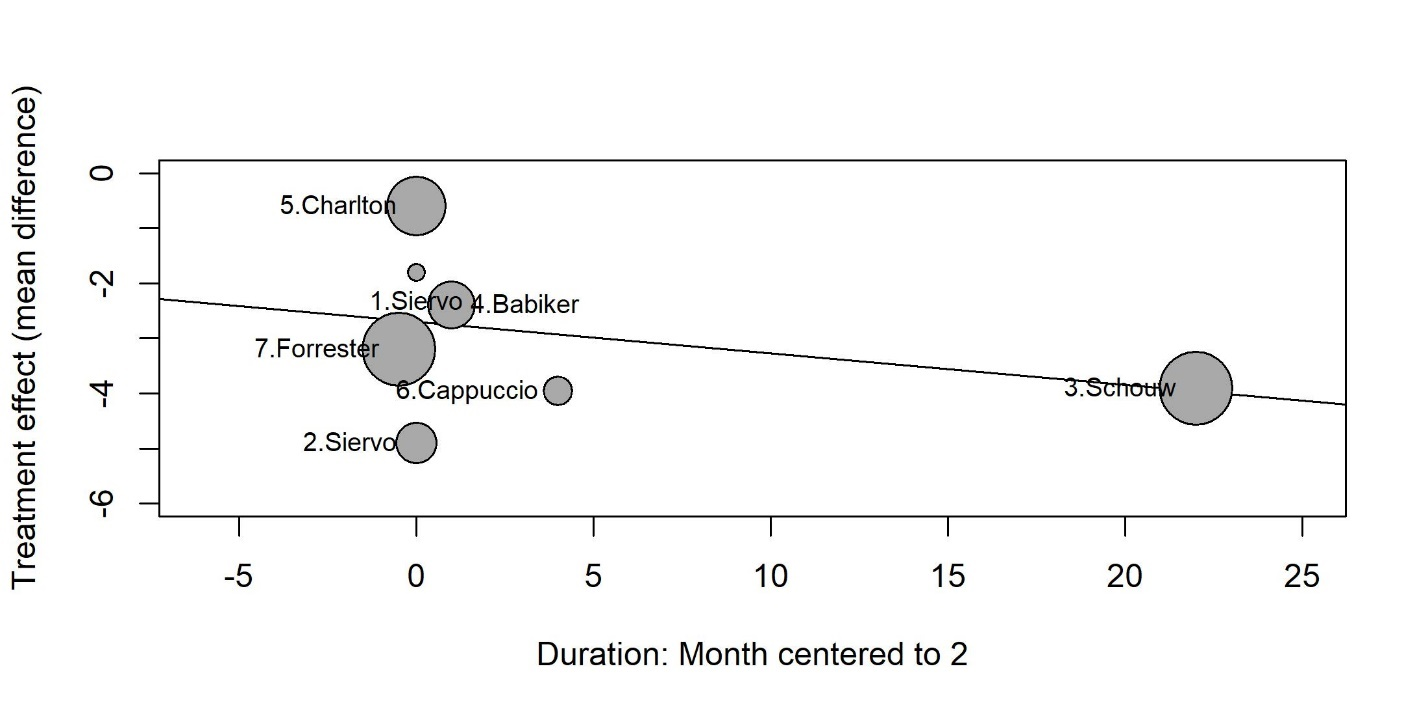 Treatment effect (mean difference)
0
-2
-4
-6
5.Charlton
1.Siervo
4.Babiker
7.Forrester
6.Cappuccio
3.Schouw
2.Siervo
-5
0
5
10
15
20
25
Duration: Month centered to 2